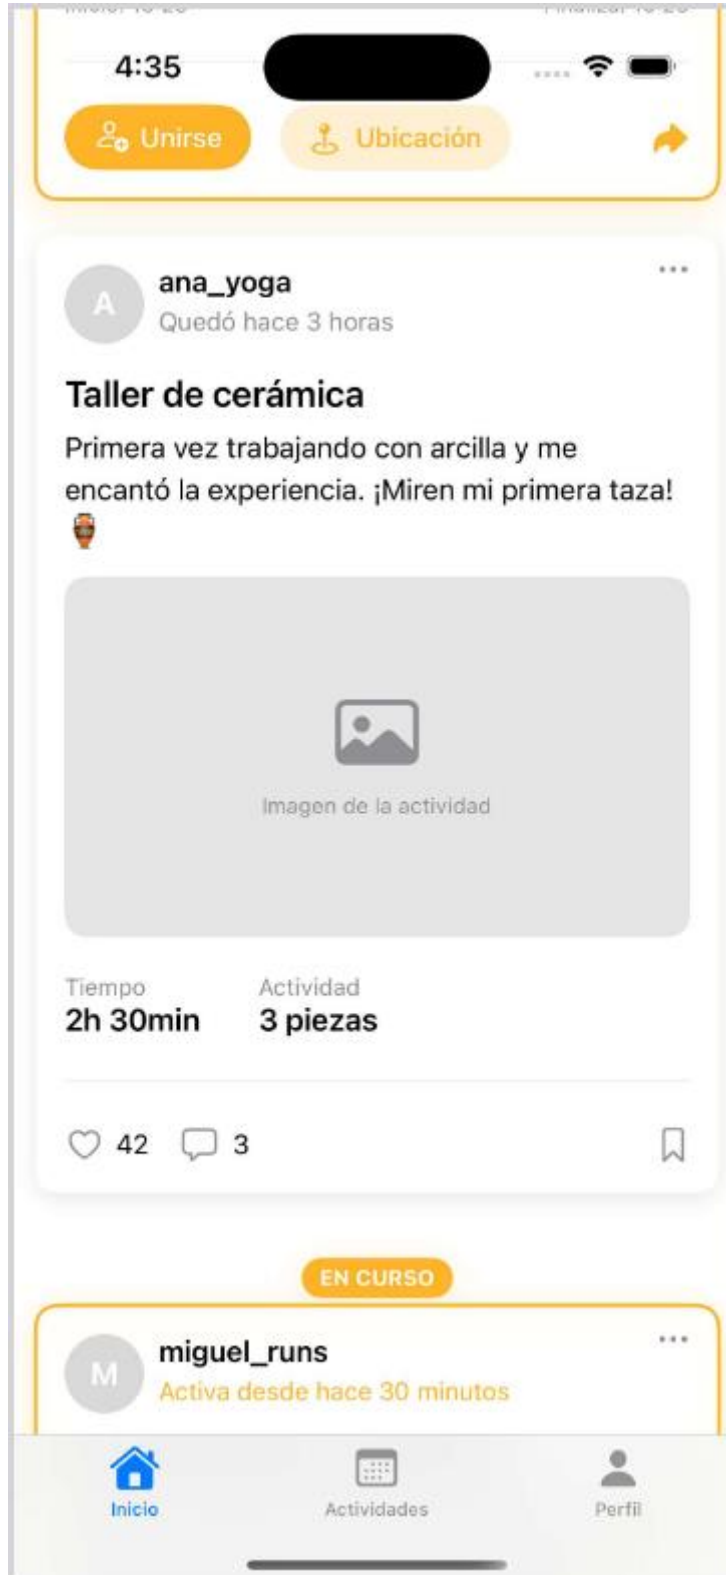 4:35
Unirse
Ubicación
A
ana_yoga
Quedó hace 3 horas
Taller de cerámica
Primera vez trabajando con arcilla y me
encantó la experiencia. ¡Miren mi primera taza!
🏺
Imagen de la actividad
Tiempo
Actividad
2h 30min
3 piezas
42
3
EN CURSO
M
miguel_runs
Activa desde hace 30 minutos
Inicio
Actividades
Perfil